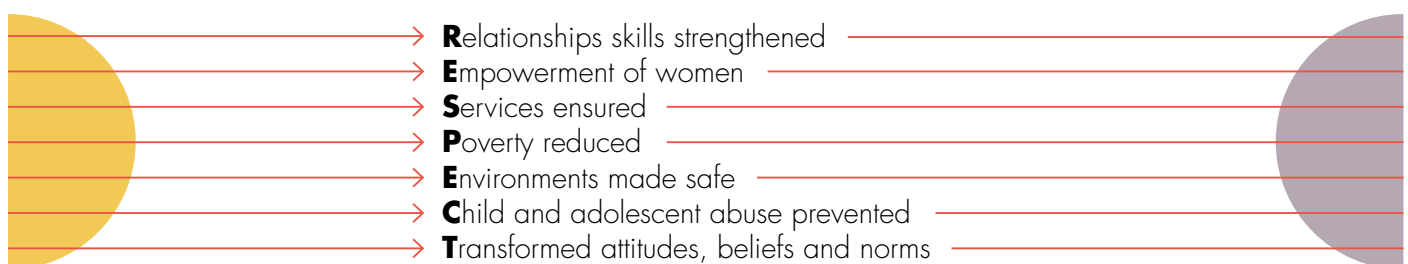 Relationships skills strengthened
Empowerment of women
Services ensured
Poverty reduced
Environments made safe
Child and adolescent abuse prevented
Transformed attitudes, beliefs and norms